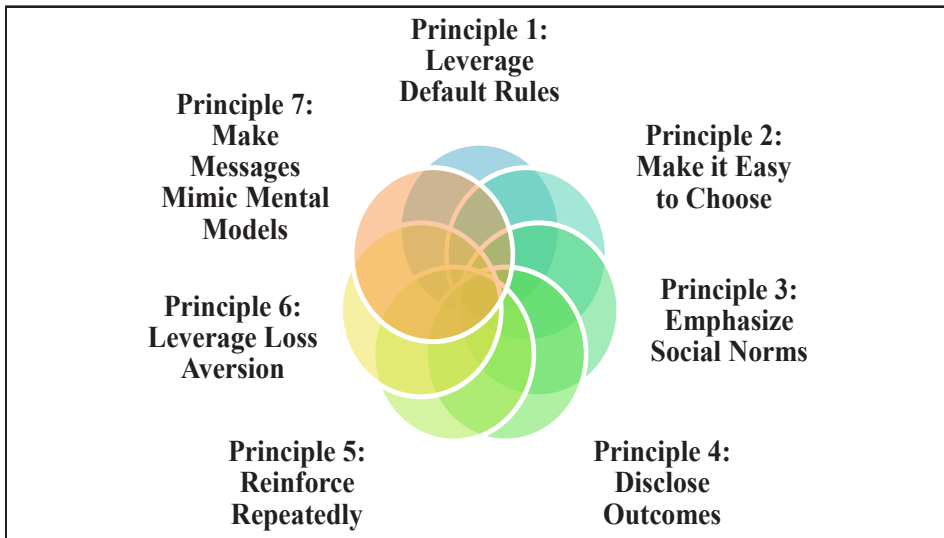 Principle 1:
Leverage
Default Rules
Principle 2:
Make it Easy
to Choose
Principle 3:
Emphasize
Social Norms
Principle 4:
Disclose
Outcomes
Principle 5:
Reinforce
Repeatedly
Principle 6:
Leverage Loss
Aversion
Principle 7:
Make
Messages
Mimic Mental
Models